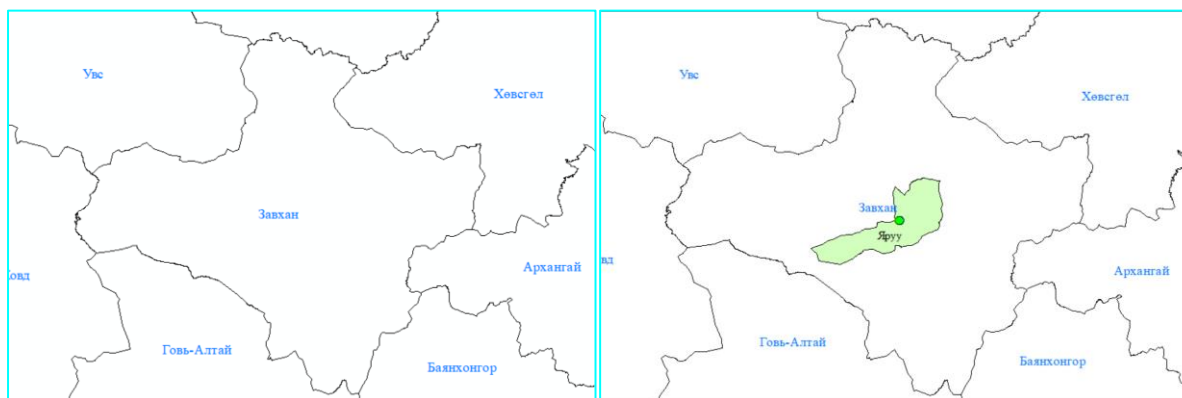 Увс
Хөвсгөл
Завхан
Архангай
овд
Говь-Алтай
Баянхонгор
Увс
Хөвсгөл
Завхан
Яруу
вд
Архангай
Говь-Алтай
Баянхонгор